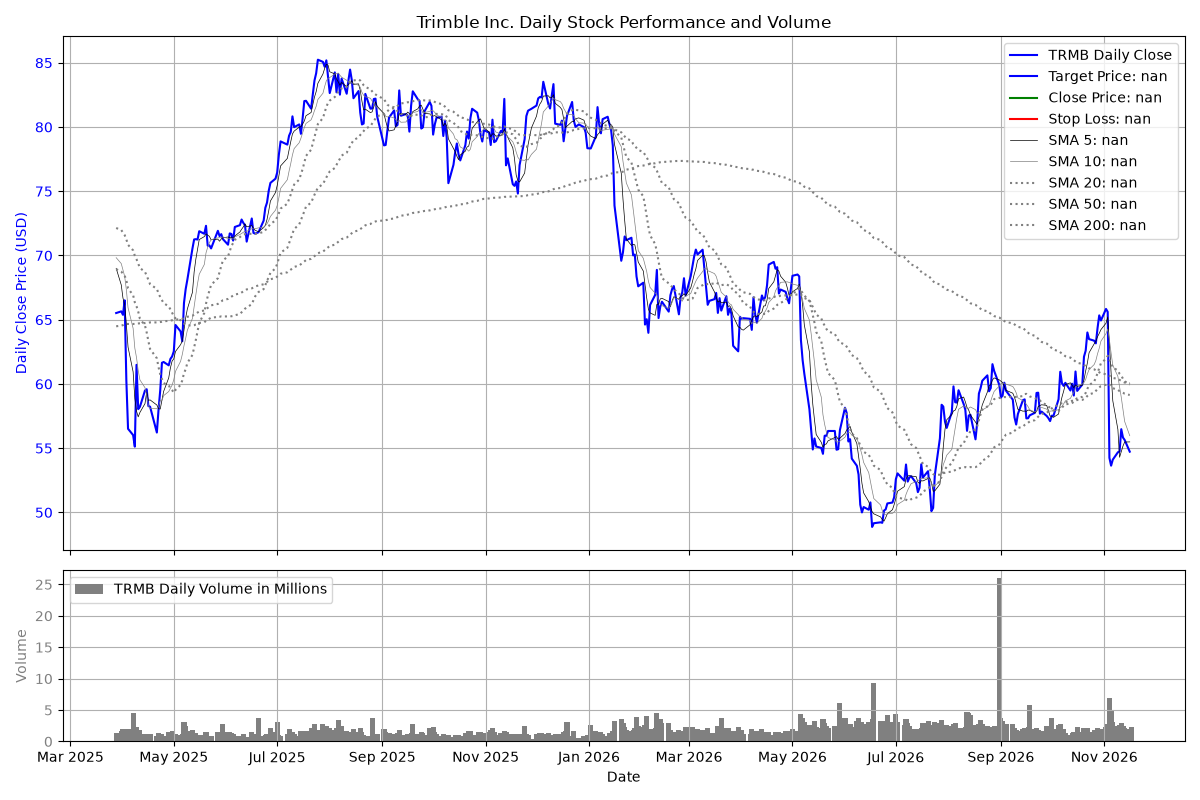 Trimble Inc. Daily Stock Performance and Volume
85
80
75
70
65
60
55
50
Daily Close Price (USD)
TRMB Daily Close
Target Price: nan
Close Price: nan
Stop Loss: nan
SMA 5: nan
SMA 10: nan
SMA 20: nan
SMA 50: nan
SMA 200: nan
25
20
15
10
5
0
Volume
TRMB Daily Volume in Millions
Mar 2025 May 2025 Jul 2025 Sep 2025 Nov 2025 Jan 2026 Mar 2026 May 2026 Jul 2026 Sep 2026 Nov 2026
Date